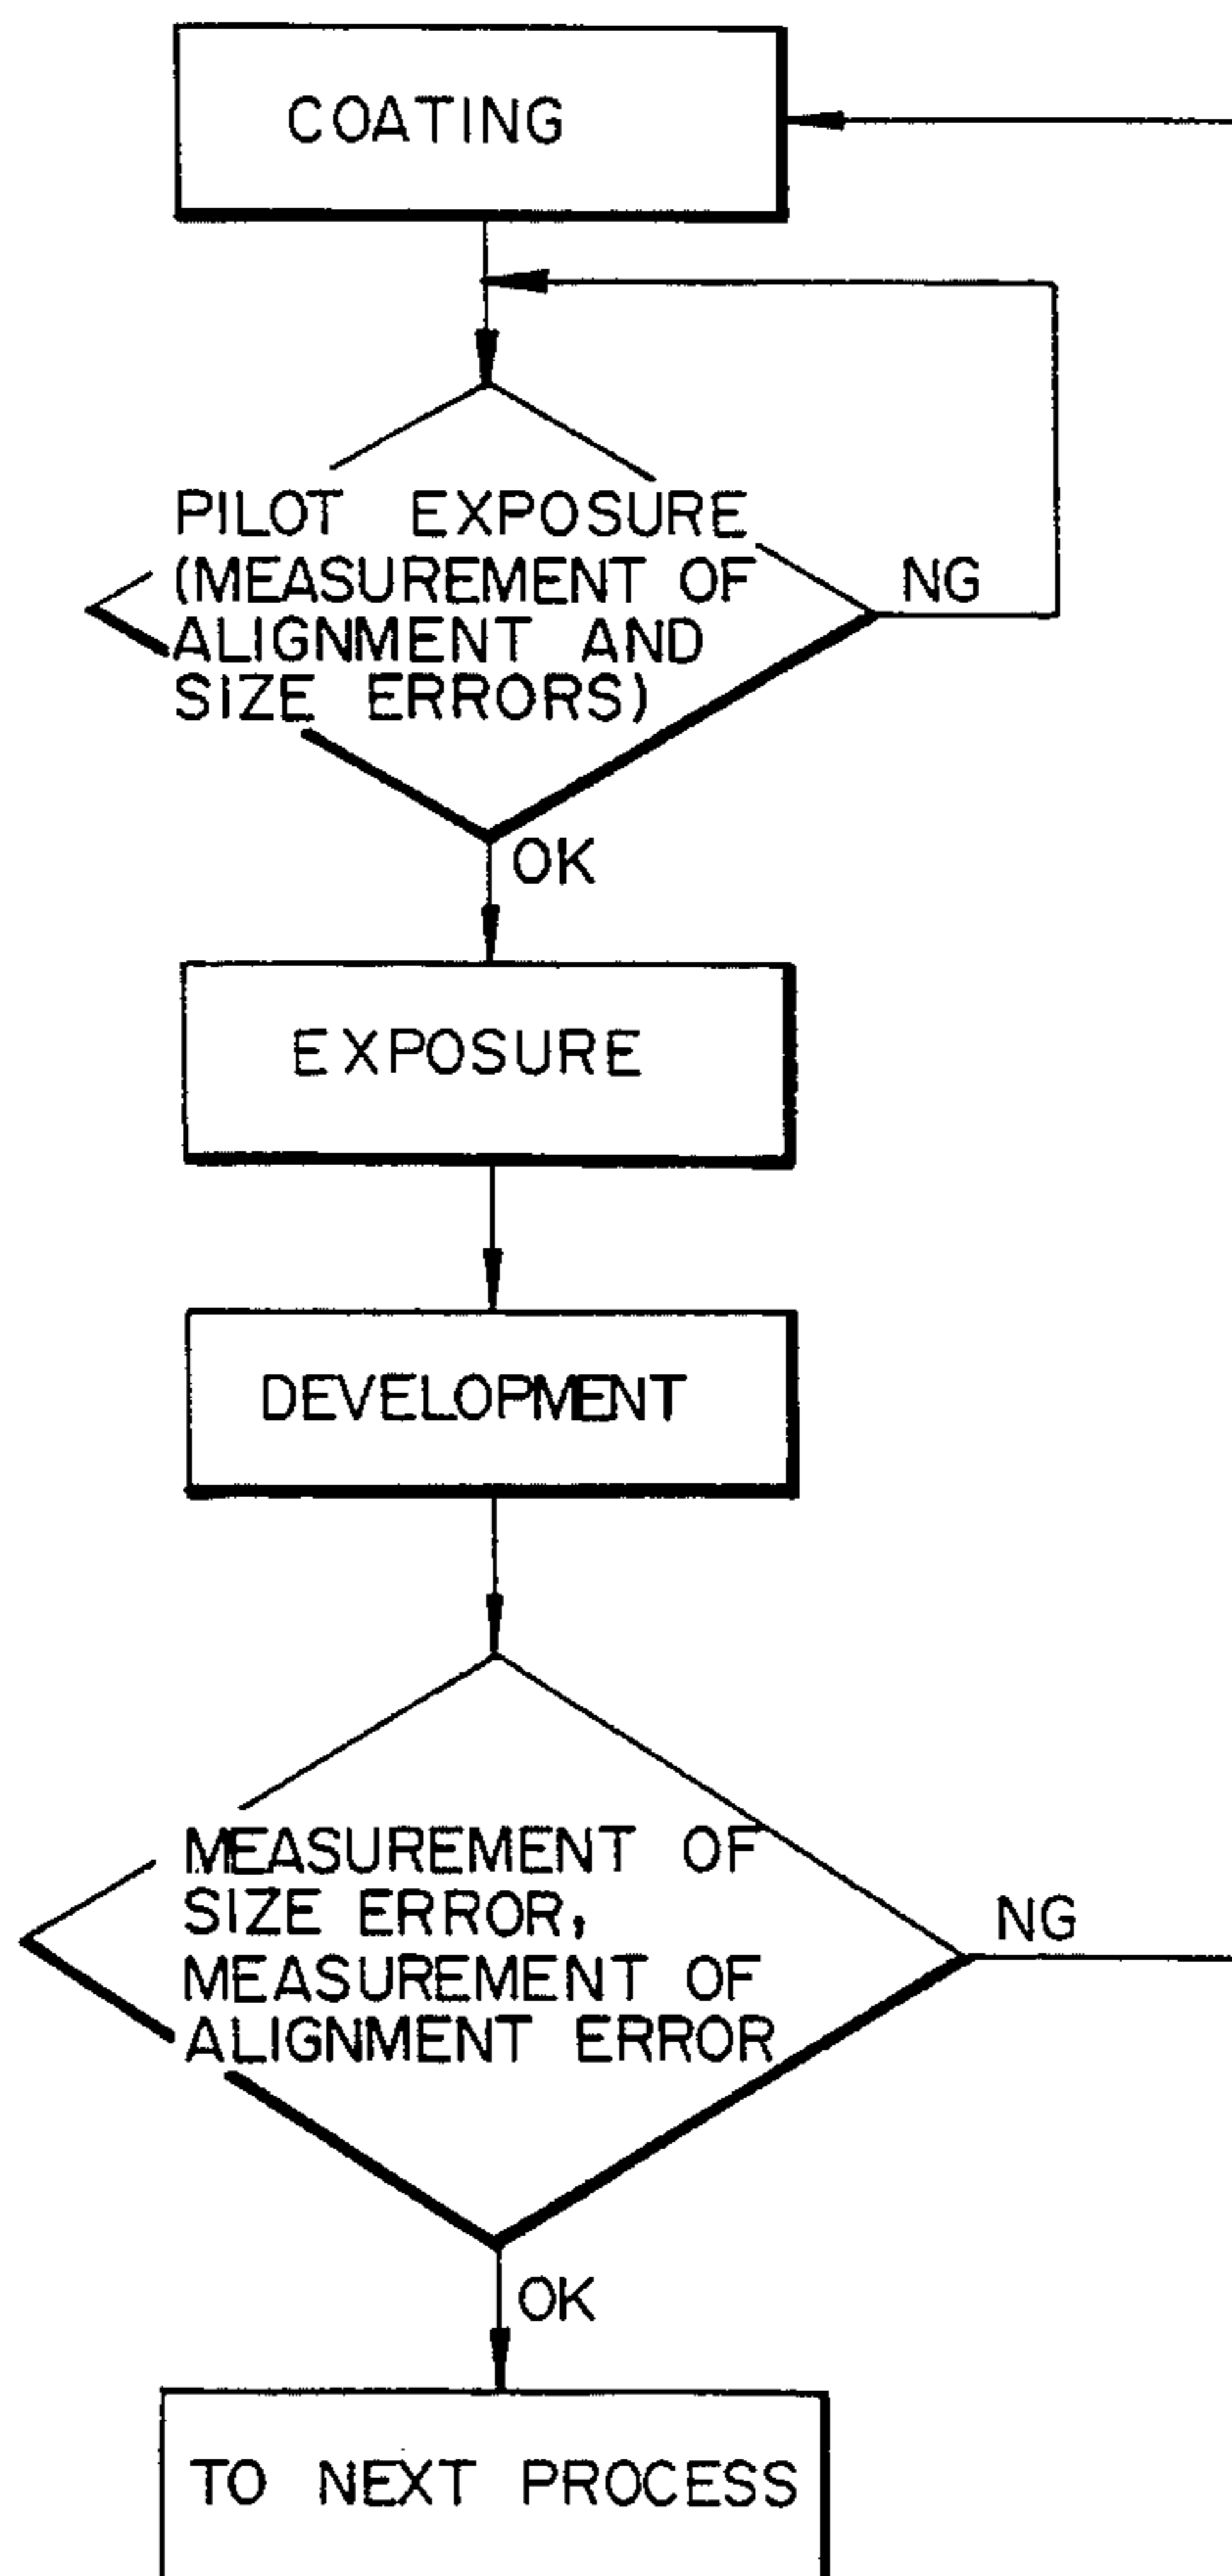 COATING
PILOT EXPOSURE
(MEASUREMENT OF
ALIGNMENT AND
SIZE ERRORS)
NG
OK
EXPOSURE
DEVELOPMENT
MEASUREMENT OF
SIZE ERROR,
MEASUREMENT OF
ALIGNMENT ERROR
NG
OK
TO NEXT PROCESS